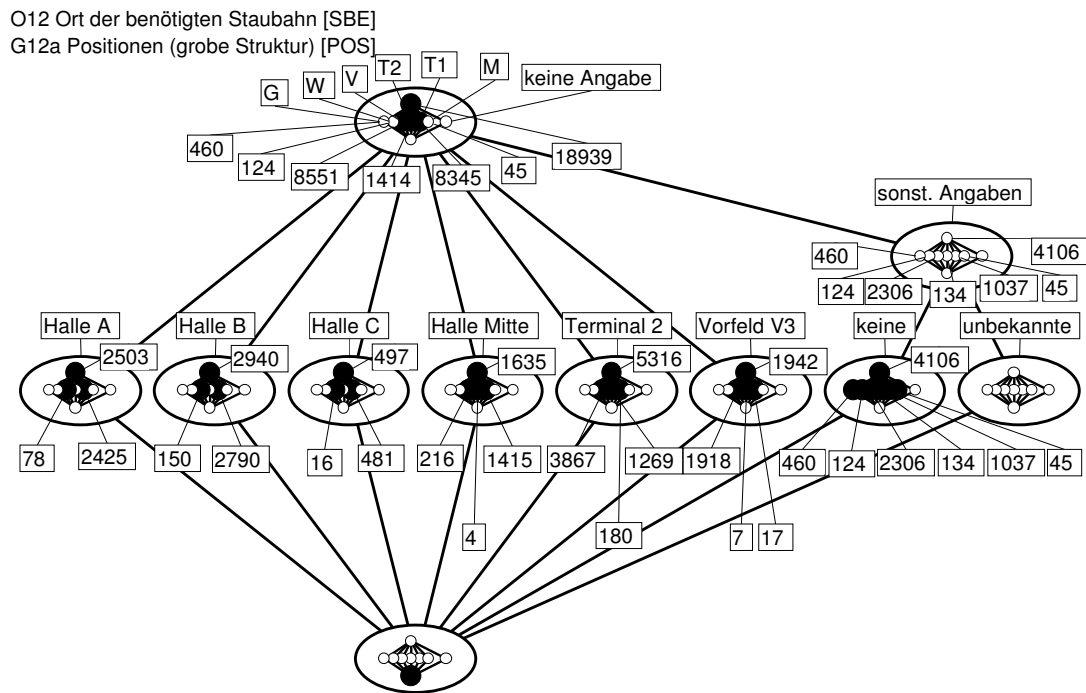 O12 Ort der benötigten Staubahn [SBE]
G12a Positionen (grobe Struktur) [POS]
G W V T2 T1 M keine Angabe
460 124 8551 1414 8345 45 18939
sonst. Angaben
460 124 2306 134 1037 45 4106
Halle A Halle B Halle C Halle Mitte Terminal 2 Vorfeld V3 keine unbekannte
2503 2940 497 1635 5316 1942 4106
78 2425 150 2790 16 481 216 1415 3867 1269 1918 460 124 2306 134 1037 45
4 180 7 17